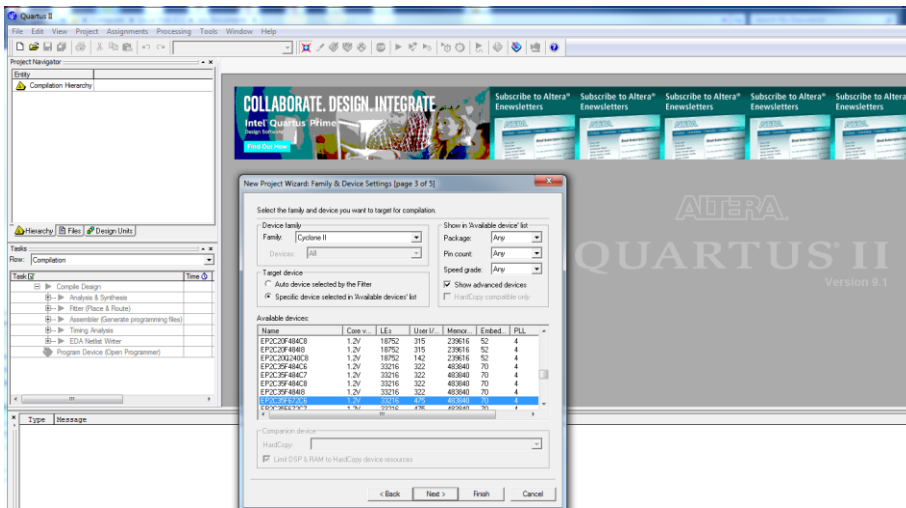 Quartus II
File Edit View Project Assignments Processing Tools Window Help
Project Navigator
Entity
Compilation Hierarchy
Hierarchy Files Design Units
Tasks
Flow: Compilation
Task Time
Compile Design
Analysis & Synthesis
Fitter (Place & Route)
Assembler (Generate programming files)
Timing Analysis
EDA Netlist Writer
Program Device (Open Programmer)
COLLABORATE. DESIGN. INTEGRATE
Intel Quartus Prime
Design Software
Find Out How
Subscribe to Altera® Subscribe to Altera® Subscribe to Altera® Subscribe to Altera® Subscribe to Altera
Enewsletters Enewsletters Enewsletters Enewsletters Enewsletters
ALTERA.
QUARTUS II
Version 9.1
New Project Wizard: Family & Device Settings [page 3 of 5]
Select the family and device you want to target for compilation.
Device family
Family: Cyclone II
Devices: All
Target device
Auto device selected by the Fitter
Specific device selected in 'Available devices' list
Show in 'Available device' list
Package: Any
Pin count: Any
Speed grade: Any
Show advanced devices
HardCopy compatible only
Available devices:
Name Core v... LEs User I/... Memor... Embed... PLL
EP2C20F484C8 1.2V 18752 315 239616 52 4
EP2C20F484I8 1.2V 18752 315 239616 52 4
EP2C20Q240C8 1.2V 18752 142 239616 52 4
EP2C35F484C6 1.2V 33216 322 483840 70 4
EP2C35F484C7 1.2V 33216 322 483840 70 4
EP2C35F484C8 1.2V 33216 322 483840 70 4
EP2C35F484I8 1.2V 33216 322 483840 70 4
EP2C35F672C6 1.2V 33216 475 483840 70 4
EP2C35F672C7 1.2V 33216 475 483840 70 4
Companion device
HardCopy:
Limit DSP & RAM to HardCopy device resources
< Back Next > Finish Cancel
Type Message